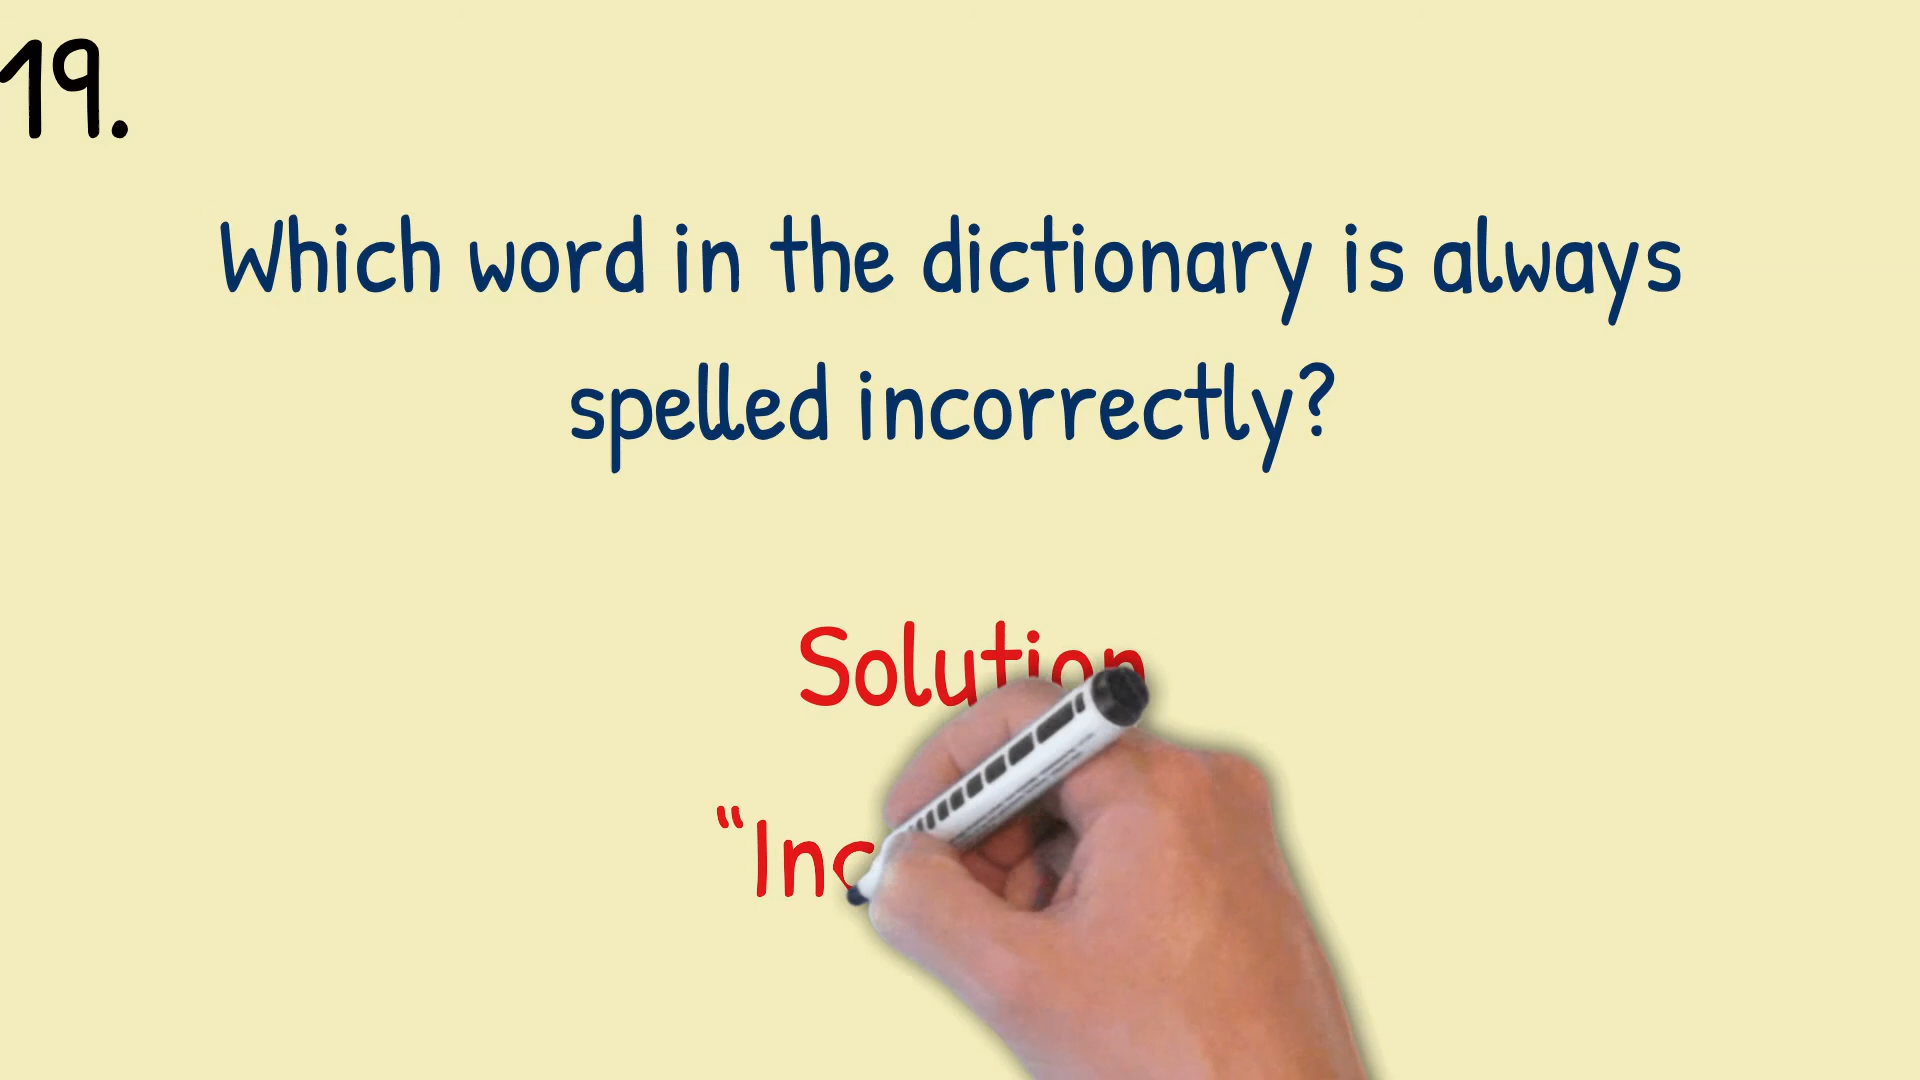 19.
Which word in the dictionary is always
spelled incorrectly?
Solution
"Inc